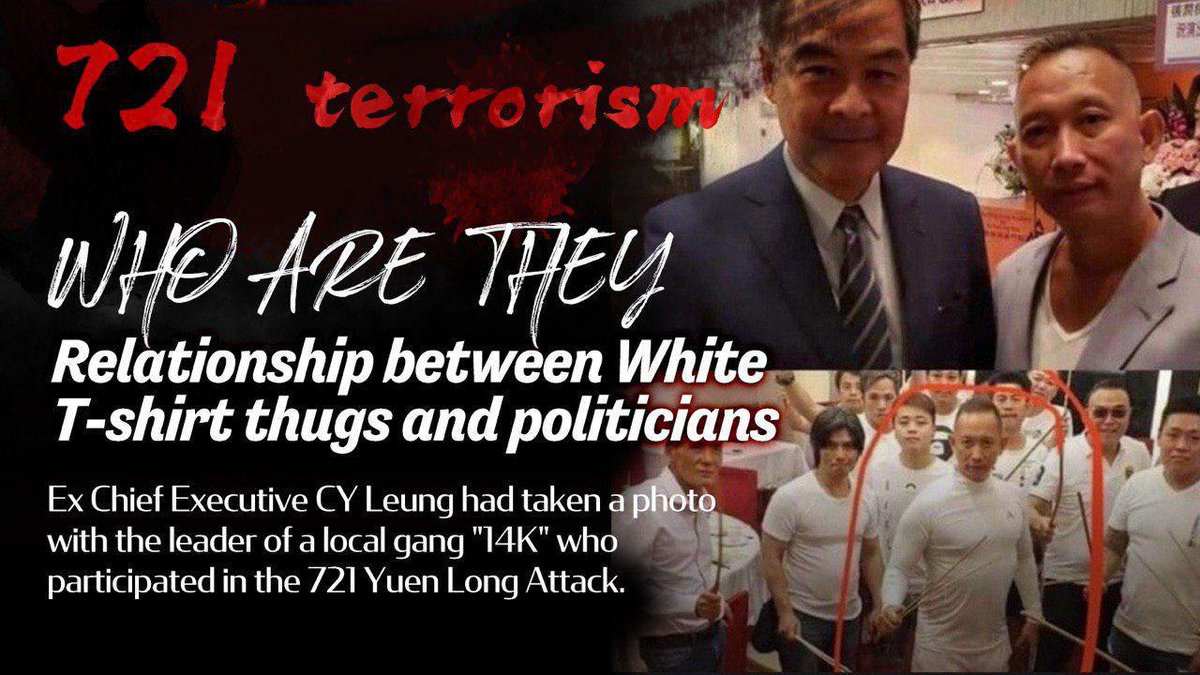 721 terrorism
WHO ARE THEY
Relationship between White
T-shirt thugs and politicians
Ex Chief Executive CY Leung had taken a photo
with the leader of a local gang "14K" who
participated in the 721 Yuen Long Attack.